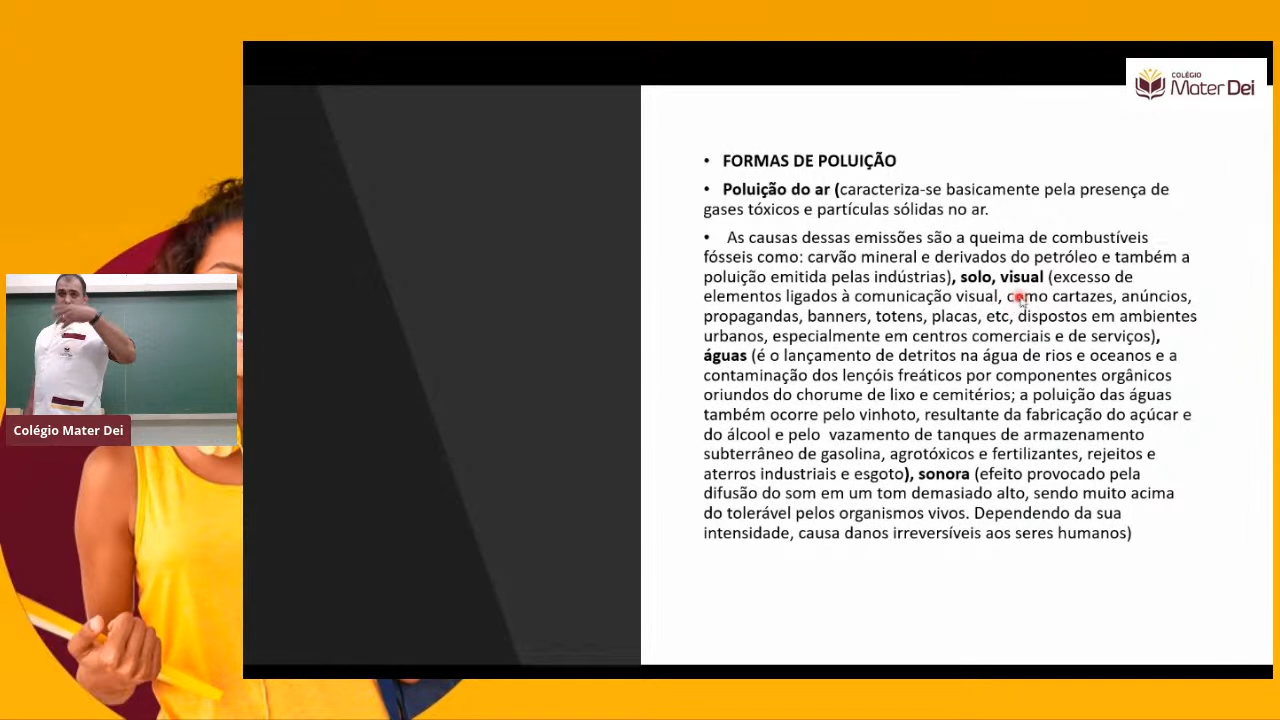 COLÉGIO
Mater Dei
• FORMAS DE POLUIÇÃO
• Poluição do ar (caracteriza-se basicamente pela presença de
gases tóxicos e partículas sólidas no ar.
• As causas dessas emissões são a queima de combustíveis
fósseis como: carvão mineral e derivados do petróleo e também a
poluição emitida pelas indústrias), solo, visual (excesso de
elementos ligados à comunicação visual, como cartazes, anúncios,
propagandas, banners, totens, placas, etc, dispostos em ambientes
urbanos, especialmente em centros comerciais e de serviços),
águas (é o lançamento de detritos na água de rios e oceanos e a
contaminação dos lençóis freáticos por componentes orgânicos
oriundos do chorume de lixo e cemitérios; a poluição das águas
também ocorre pelo vinhoto, resultante da fabricação do açúcar e
do álcool e pelo vazamento de tanques de armazenamento
subterrâneo de gasolina, agrotóxicos e fertilizantes, rejeitos e
aterros industriais e esgoto), sonora (efeito provocado pela
difusão do som em um tom demasiado alto, sendo muito acima
do tolerável pelos organismos vivos. Dependendo da sua
intensidade, causa danos irreversíveis aos seres humanos)
Colégio Mater Dei